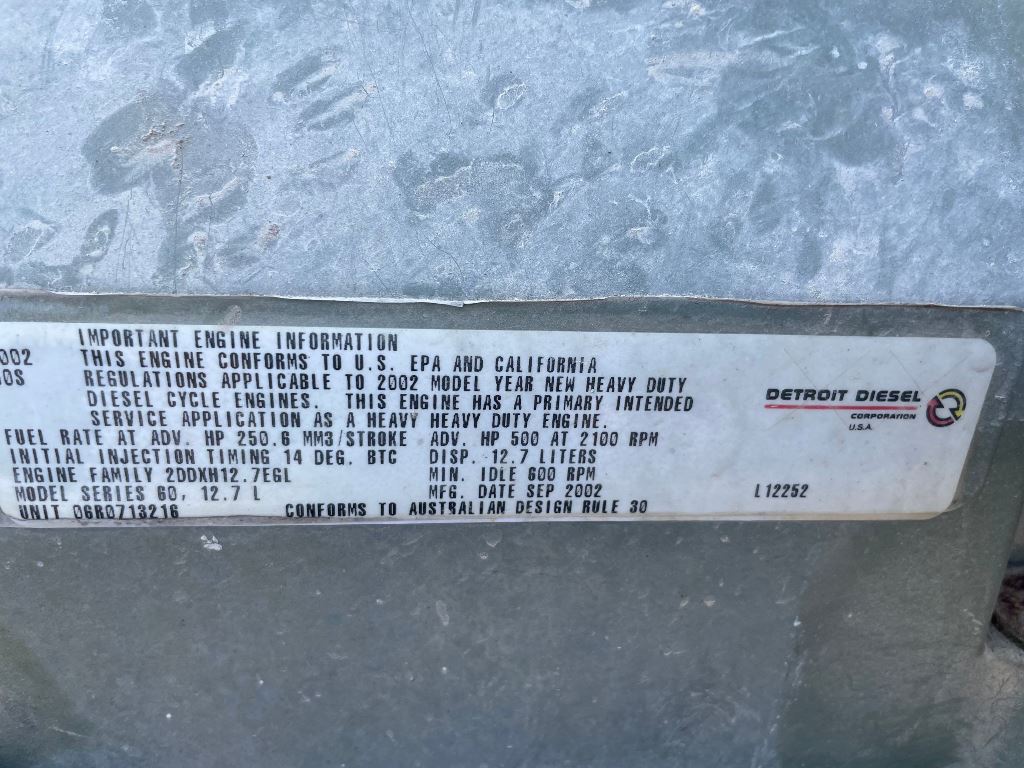 IMPORTANT ENGINE INFORMATION
002 THIS ENGINE CONFORMS TO U.S. EPA AND CALIFORNIA
REGULATIONS APPLICABLE TO 2002 MODEL YEAR NEW HEAVY DUTY
DIESEL CYCLE ENGINES. THIS ENGINE HAS A PRIMARY INTENDED
SERVICE APPLICATION AS A HEAVY HEAVY DUTY ENGINE.
FUEL RATE AT ADV. HP 250.6 MM3/STROKE ADV. HP 500 AT 2100 RPM
INITIAL INJECTION TIMING 14 DEG. BTC DISP. 12.7 LITERS
ENGINE FAMILY 2DDXH12.7EGL MIN. IDLE 600 RPM
MODEL SERIES 60, 12.7 L MFG. DATE SEP 2002
UNIT 06R0713216 CONFORMS TO AUSTRALIAN DESIGN RULE 30
DETROIT DIESEL
CORPORATION
U.S.A.
L12252